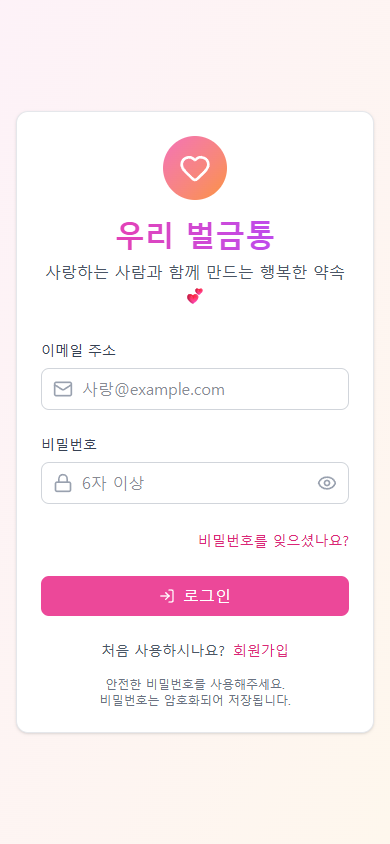 우리 벌금통
사랑하는 사람과 함께 만드는 행복한 약속
💕
이메일 주소
사랑@example.com
비밀번호
6자 이상
비밀번호를 잊으셨나요?
로그인
처음 사용하시나요? 회원가입
안전한 비밀번호를 사용해주세요.
비밀번호는 암호화되어 저장됩니다.